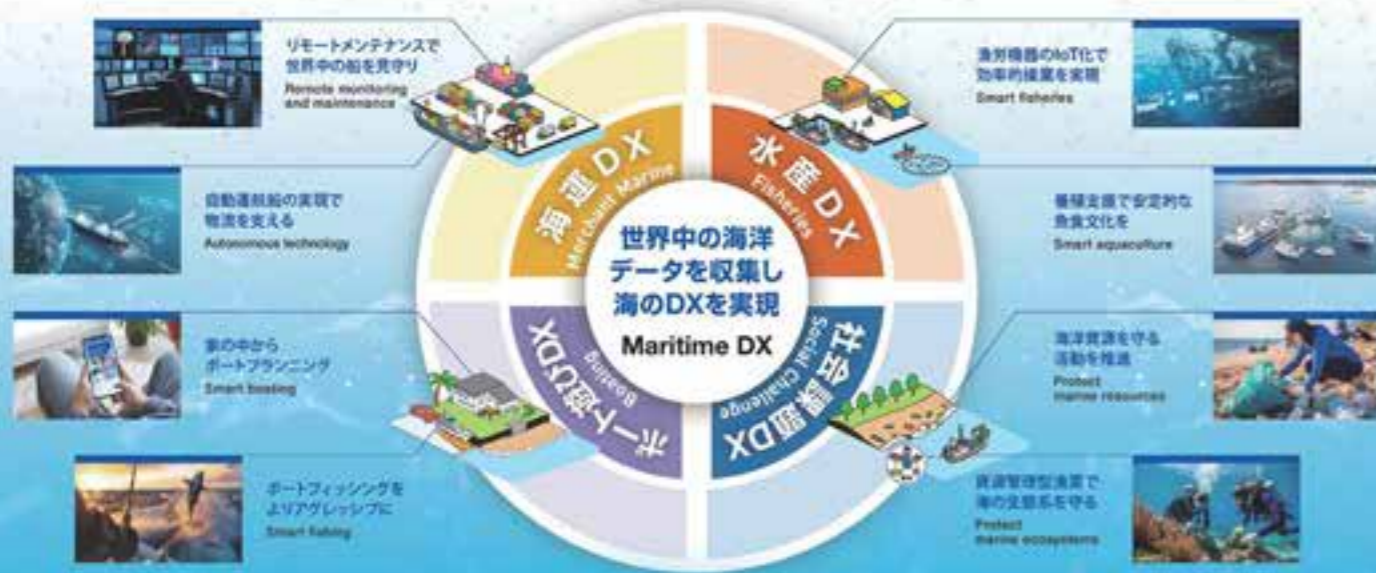 リモートメンテナンスで
世界中の船を見守り
Remote monitoring
and maintenance
自動運航船の実現で
物流を支える
Autonomous technology
家の中から
ボートプランニング
Smart boating
ボートフィッシングを
よりアグレッシブに
Smart fishing
海運DX
Merchant Marine
水産DX
Fisheries
世界中の海洋
データを収集し
海のDXを実現
Maritime DX
ボート遊びDX
Boating
社会課題DX
Social Challenge
漁労機器のIoT化で
効率的操業を実現
Smart fisheries
養殖支援で安定的な
魚食文化を
Smart aquaculture
海洋資源を守る
活動を推進
Protect
marine resources
資源管理型漁業で
海の生態系を守る
Protect
marine ecosystems